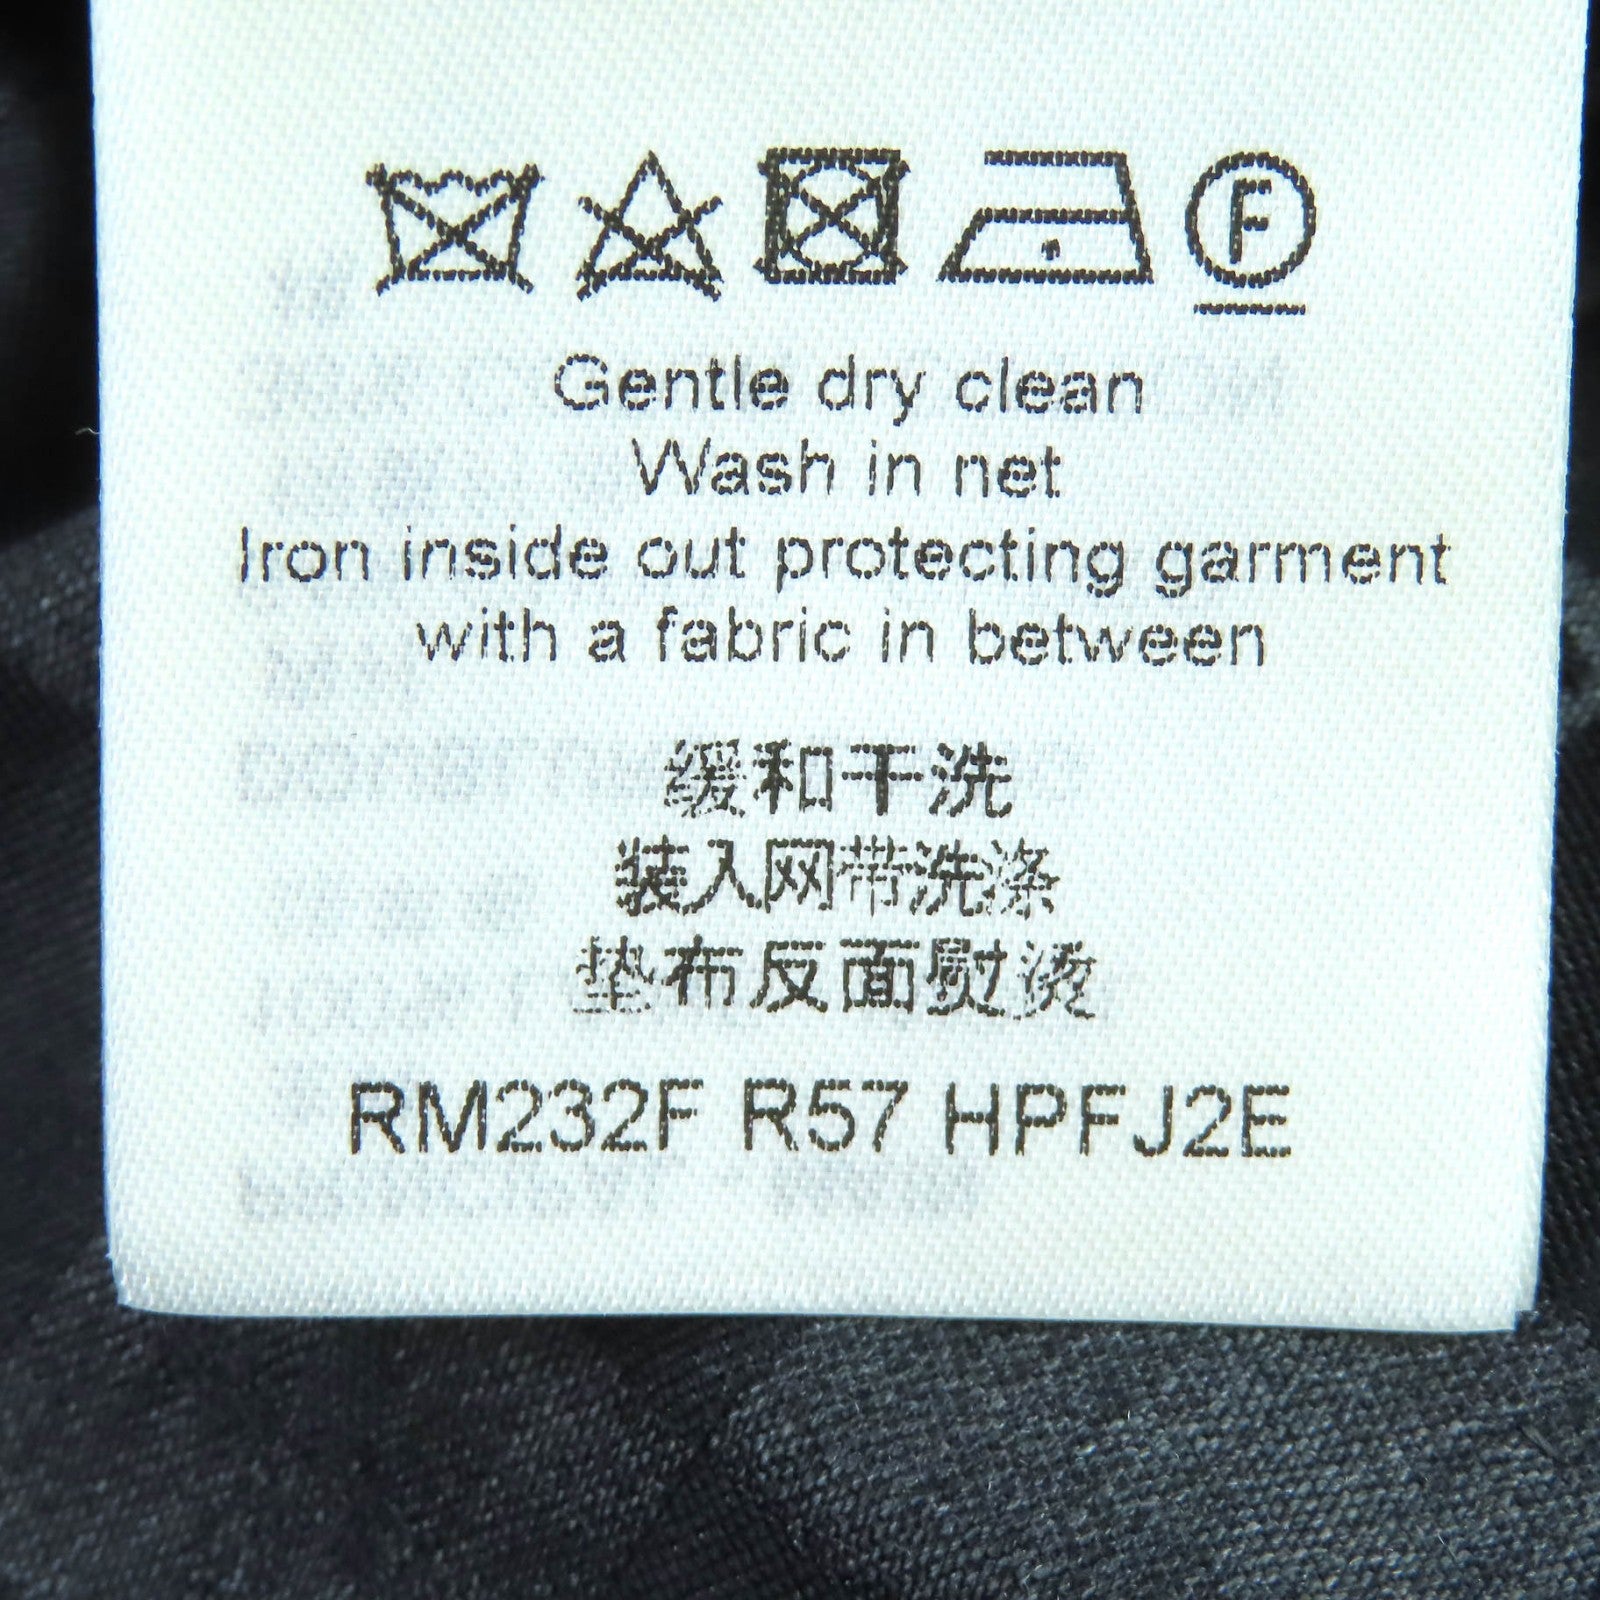 F
Gentle dry clean
Wash in net
Iron inside out protecting garment
with a fabric in between
缓和干洗
装入网带洗涤
垫布反面熨烫
RM232F R57 HPFJ2E